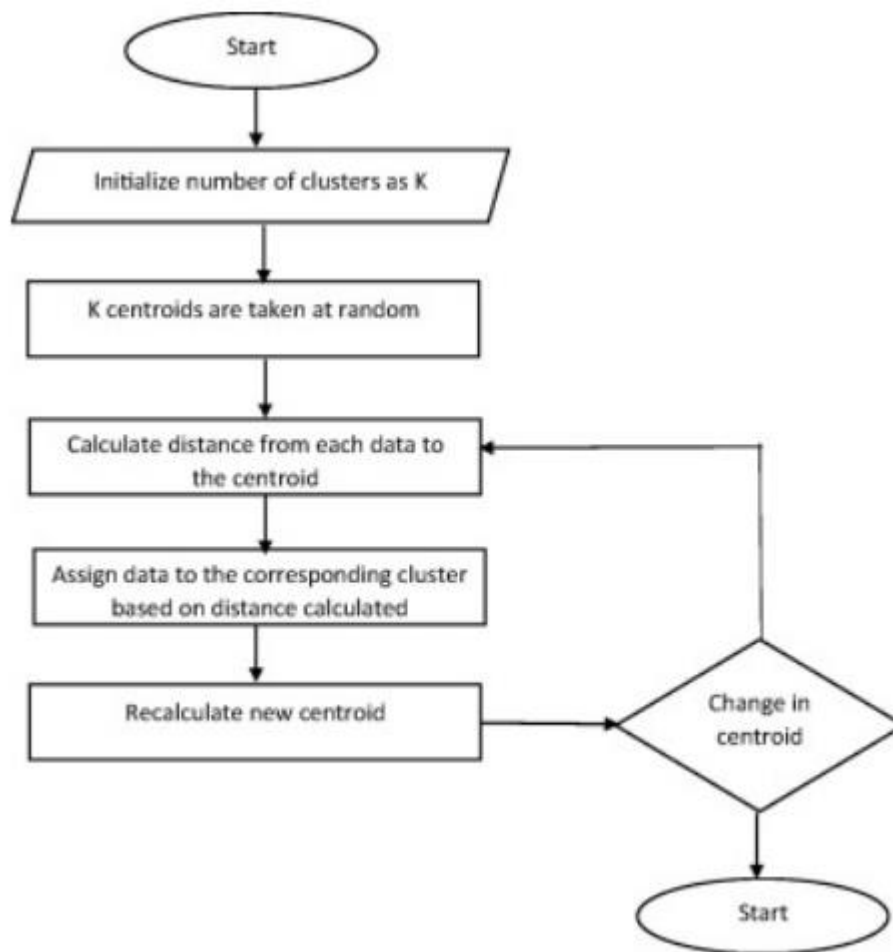 Start
Initialize number of clusters as K
K centroids are taken at random
Calculate distance from each data to
the centroid
Assign data to the corresponding cluster
based on distance calculated
Recalculate new centroid
Change in
centroid
Start